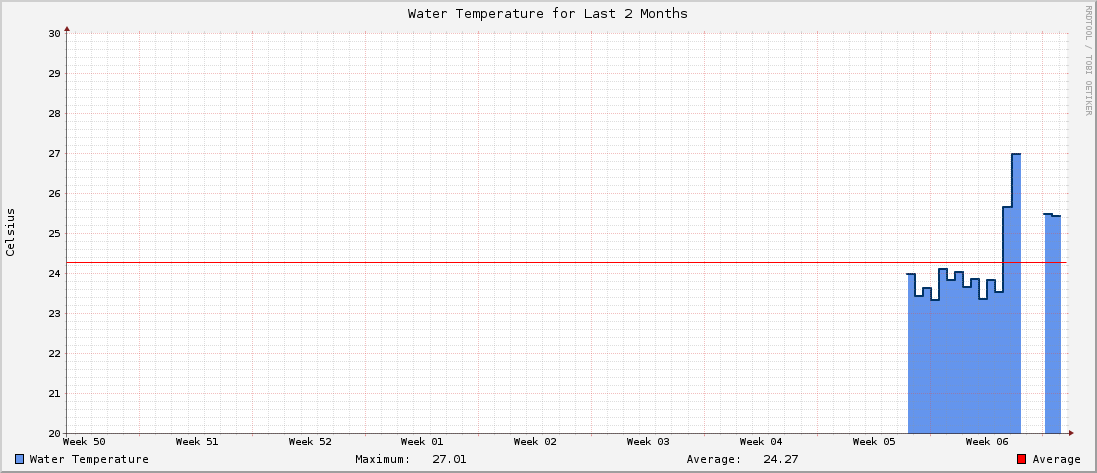 Water Temperature for Last 2 Months
RRDTOOL / TOBI OETIKER
Celsius
30
29
28
27
26
25
24
23
22
21
20
Week 50 Week 51 Week 52 Week 01 Week 02 Week 03 Week 04 Week 05 Week 06
Water Temperature Maximum: 27.01 Average: 24.27 Average